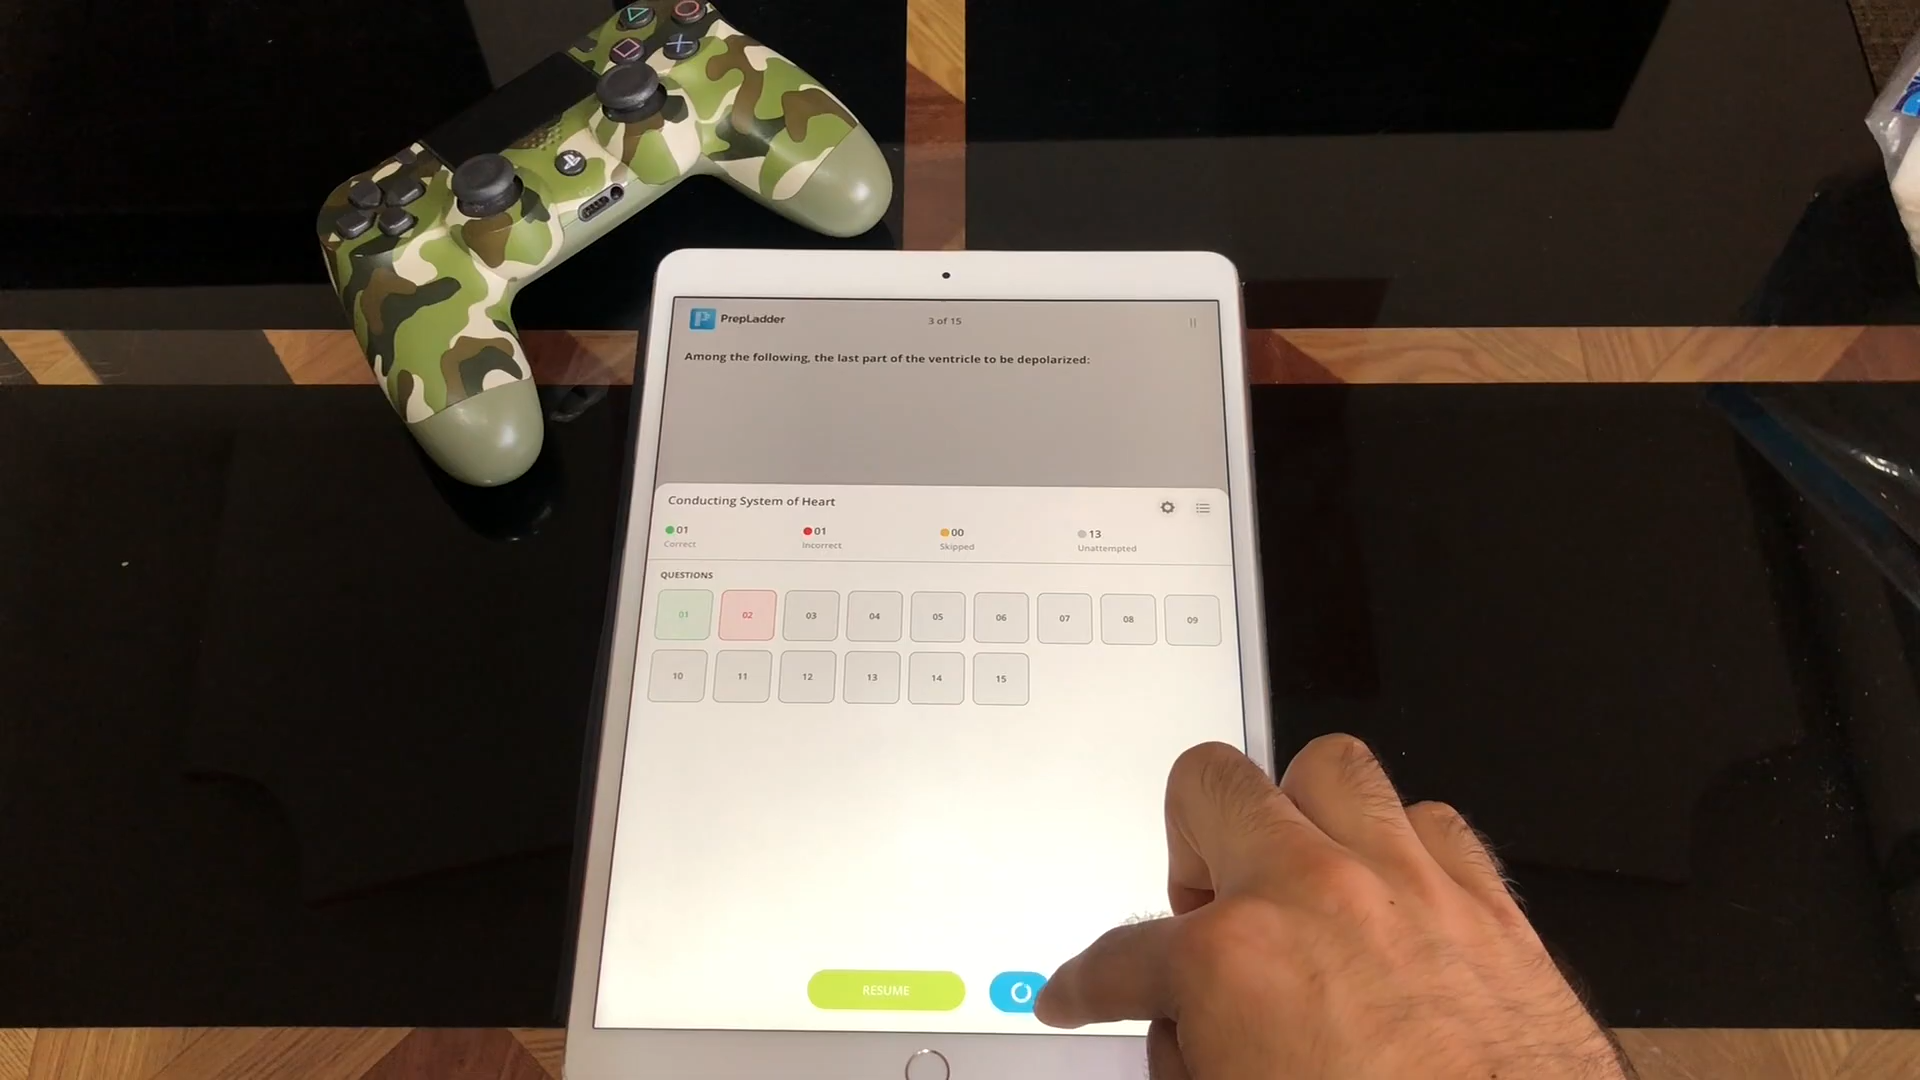 PrepLadder
3 of 15
Among the following, the last part of the ventricle to be depolarized:
Conducting System of Heart
01
Correct
01
Incorrect
00
Skipped
13
Unattempted
QUESTIONS
01 02 03 04 05 06 07 08 09
10 11 12 13 14 15
RESUME